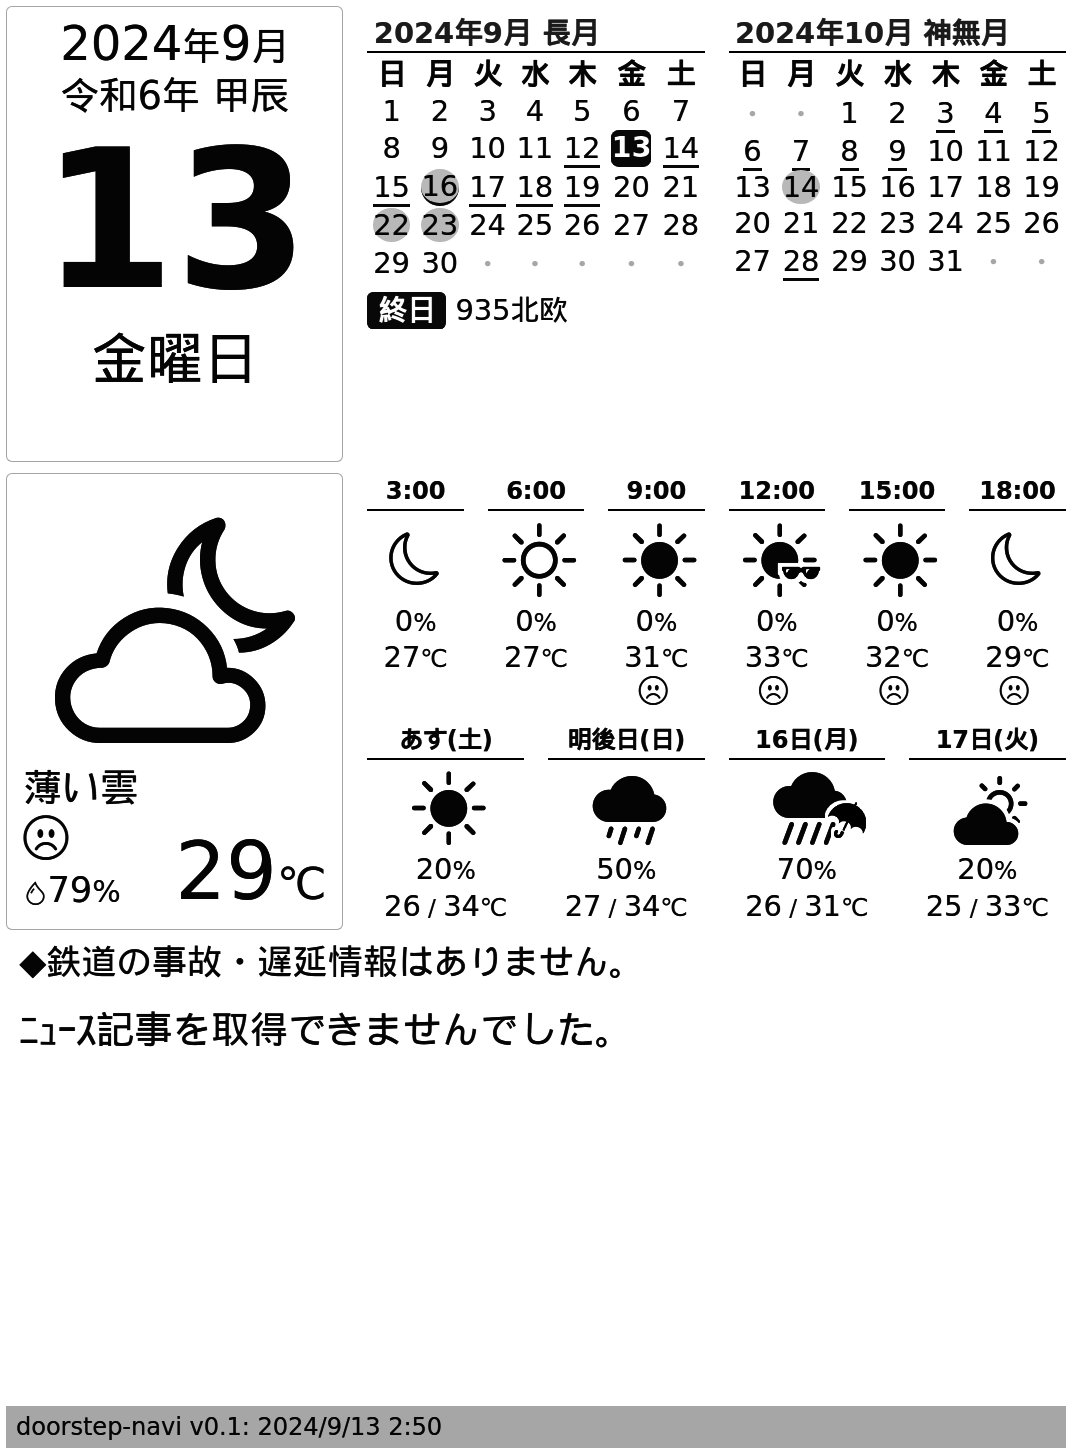 2024年9月
令和6年 甲辰
13
金曜日
2024年9月 長月
日 月 火 水 木 金 土
1 2 3 4 5 6 7
8 9 10 11 12 13 14
15 16 17 18 19 20 21
22 23 24 25 26 27 28
29 30 • • • • •
2024年10月 神無月
日 月 火 水 木 金 土
• • 1 2 3 4 5
6 7 8 9 10 11 12
13 14 15 16 17 18 19
20 21 22 23 24 25 26
27 28 29 30 31 • •
終日 935北欧
薄い雲
79%
29℃
3:00 6:00 9:00 12:00 15:00 18:00
0% 0% 0% 0% 0% 0%
27℃ 27℃ 31℃ 33℃ 32℃ 29℃
あす(土) 明後日(日) 16日(月) 17日(火)
20% 50% 70% 20%
26 / 34℃ 27 / 34℃ 26 / 31℃ 25 / 33℃
◆鉄道の事故・遅延情報はありません。
ﾆｭｰｽ記事を取得できませんでした。
doorstep-navi v0.1: 2024/9/13 2:50